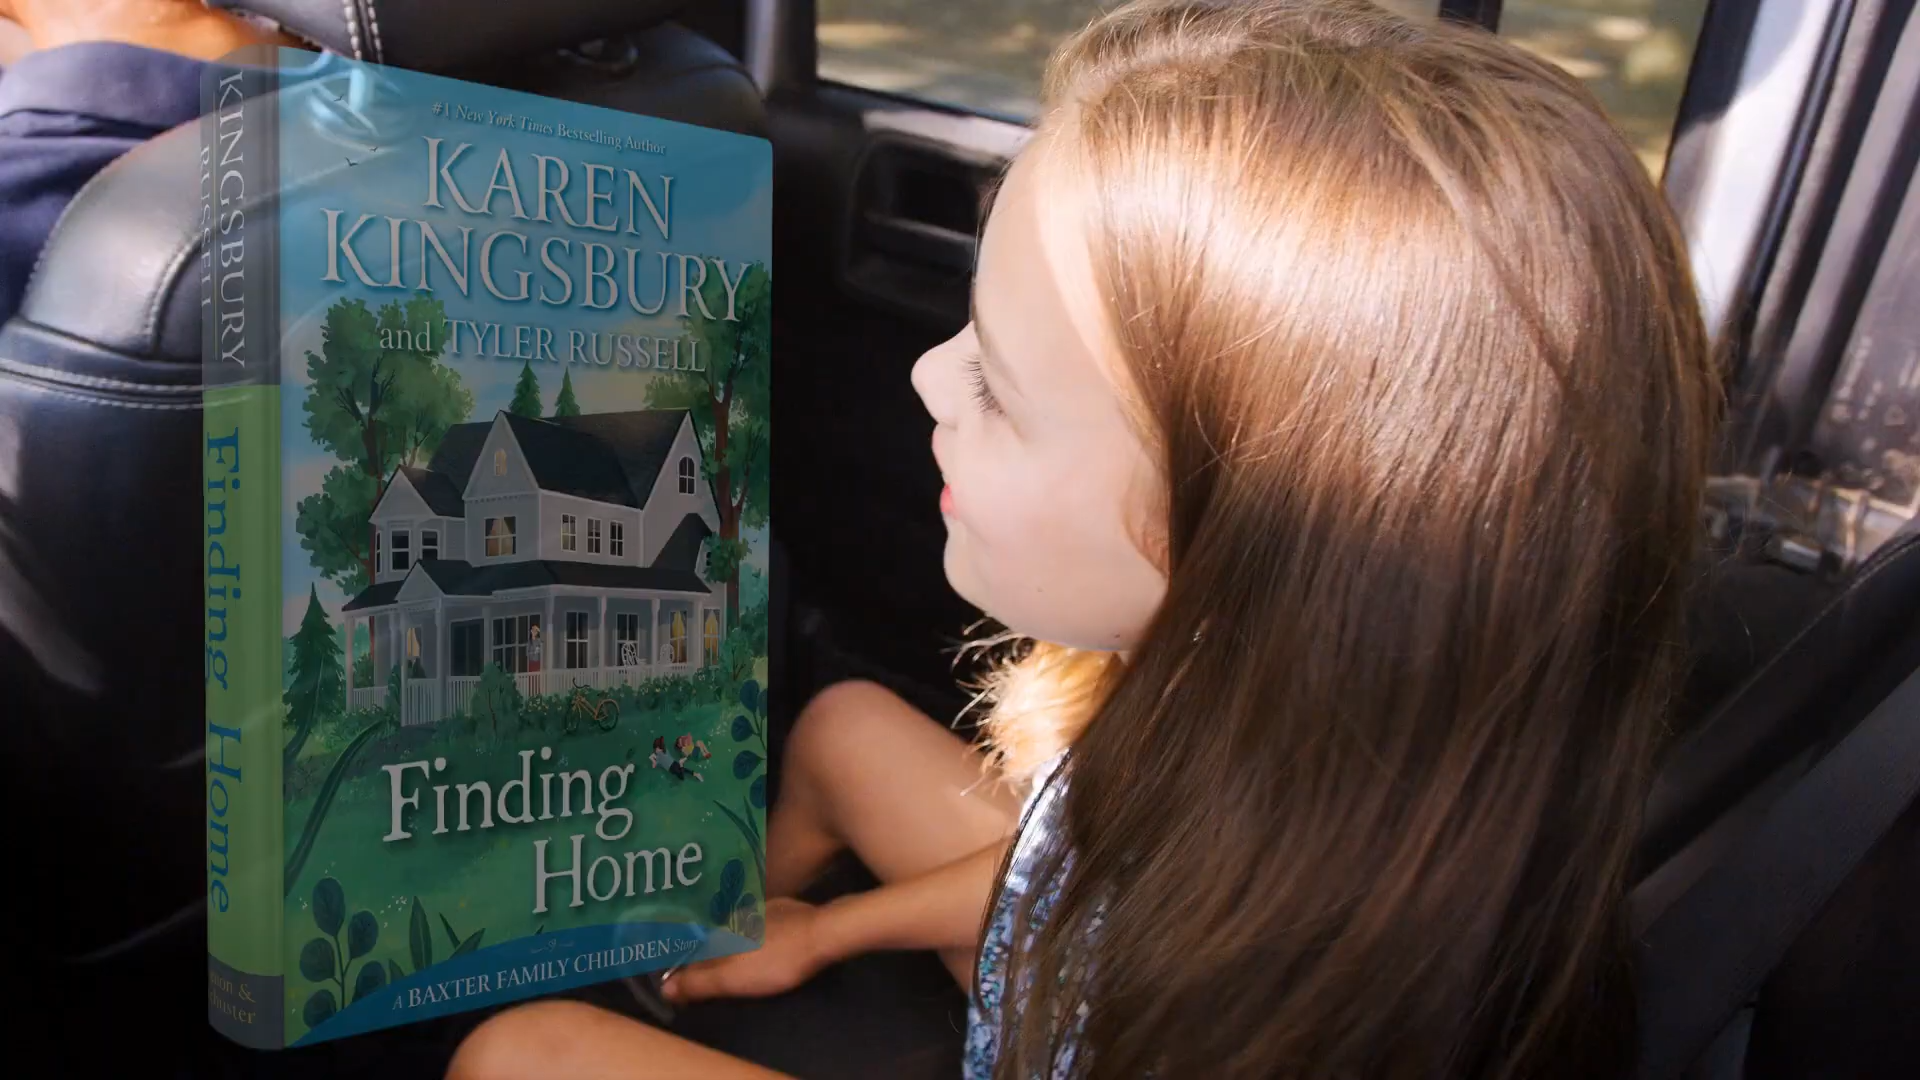 #1 New York Times Bestselling Author
KAREN
KINGSBURY
and TYLER RUSSELL
Finding
Home
A BAXTER FAMILY CHILDREN Story
KINGSBURY
RUSSELL
Finding Home